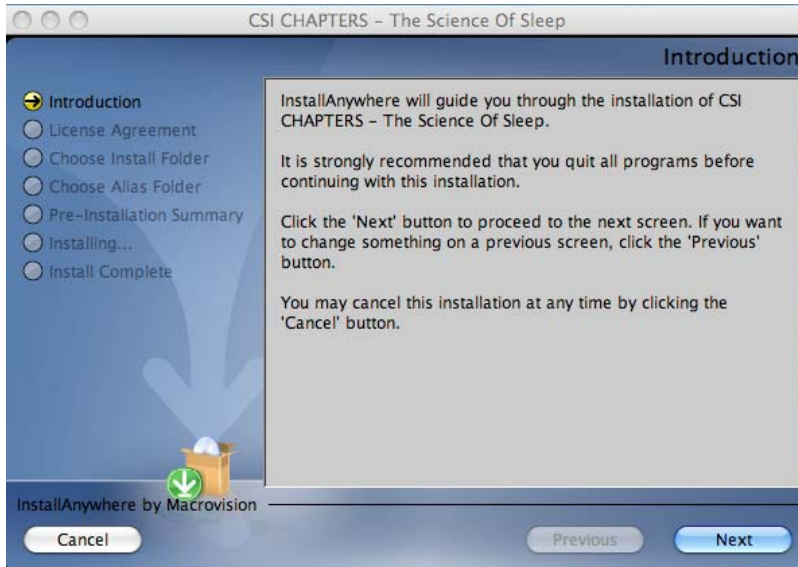 CSI CHAPTERS – The Science Of Sleep
Introduction
Introduction
License Agreement
Choose Install Folder
Choose Alias Folder
Pre-Installation Summary
Installing...
Install Complete
InstallAnywhere will guide you through the installation of CSI
CHAPTERS – The Science Of Sleep.
It is strongly recommended that you quit all programs before
continuing with this installation.
Click the 'Next' button to proceed to the next screen. If you want
to change something on a previous screen, click the 'Previous'
button.
You may cancel this installation at any time by clicking the
'Cancel' button.
InstallAnywhere by Macrovision
Cancel
Previous
Next